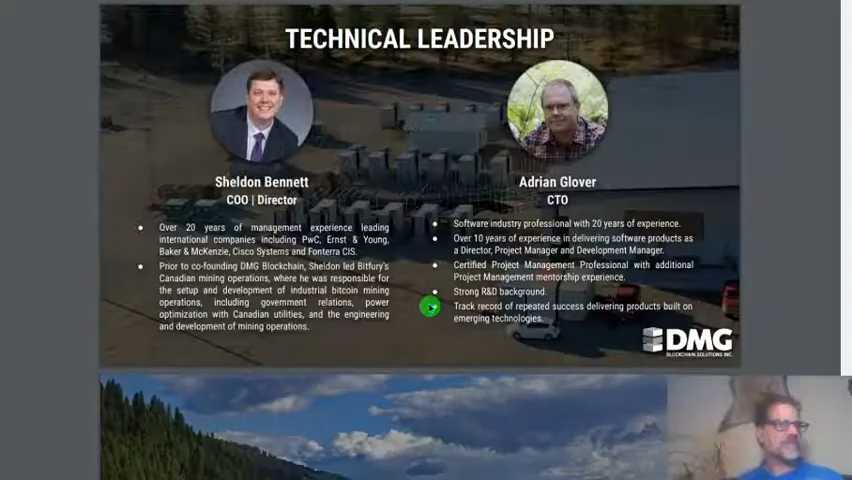 TECHNICAL LEADERSHIP
Sheldon Bennett
COO | Director
● Over 20 years of management experience leading
international companies including PwC, Ernst & Young,
Baker & McKenzie, Cisco Systems and Fonterra CIS.
● Prior to co-founding DMG Blockchain, Sheldon led Bitfury's
Canadian mining operations, where he was responsible for
the setup and development of industrial bitcoin mining
operations, including government relations, power
optimization with Canadian utilities, and the engineering
and development of mining operations.
Adrian Glover
CTO
● Software industry professional with 20 years of experience.
● Over 10 years of experience in delivering software products as
a Director, Project Manager and Development Manager.
● Certified Project Management Professional with additional
Project Management mentorship experience.
● Strong R&D background.
Track record of repeated success delivering products built on
emerging technologies.
DMG
BLOCKCHAIN SOLUTIONS INC.